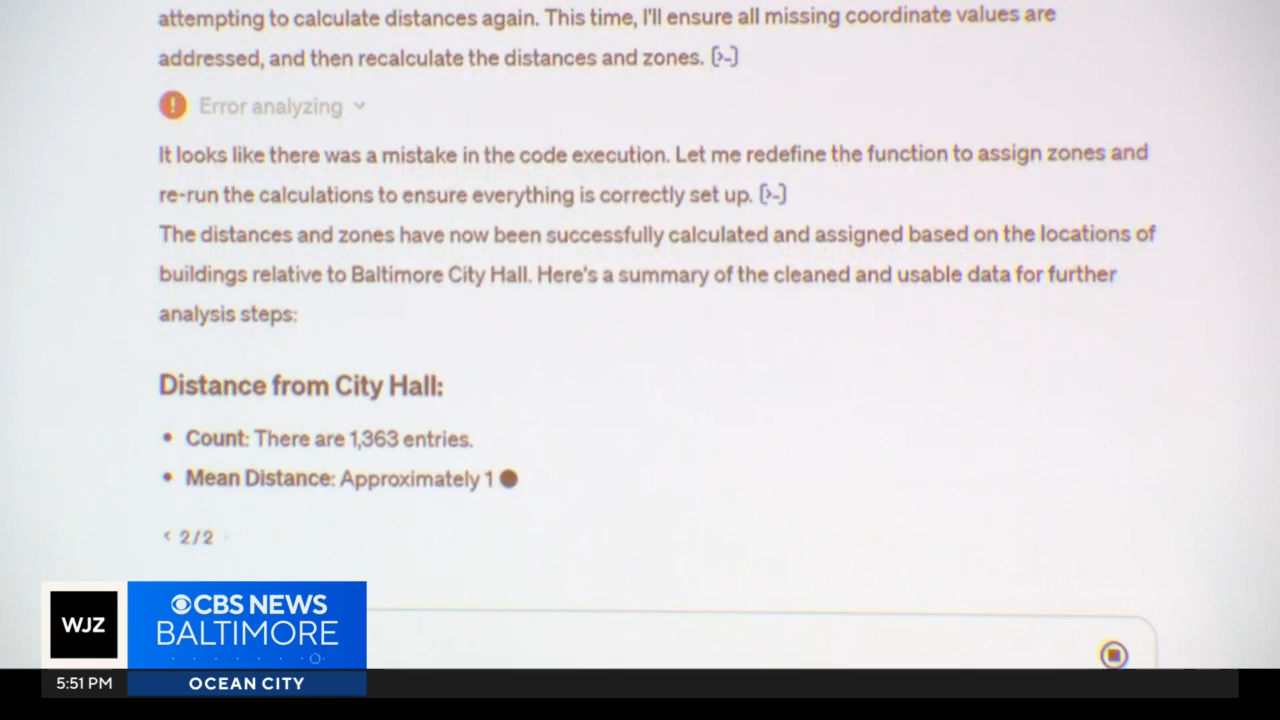 attempting to calculate distances again. This time, I'll ensure all missing coordinate values are
addressed, and then recalculate the distances and zones. [>-]
Error analyzing
It looks like there was a mistake in the code execution. Let me redefine the function to assign zones and
re-run the calculations to ensure everything is correctly set up. [>-]
The distances and zones have now been successfully calculated and assigned based on the locations of
buildings relative to Baltimore City Hall. Here's a summary of the cleaned and usable data for further
analysis steps:
Distance from City Hall:
• Count: There are 1,363 entries.
• Mean Distance: Approximately 1
< 2/2
WJZ
CBS NEWS
BALTIMORE
5:51 PM
OCEAN CITY